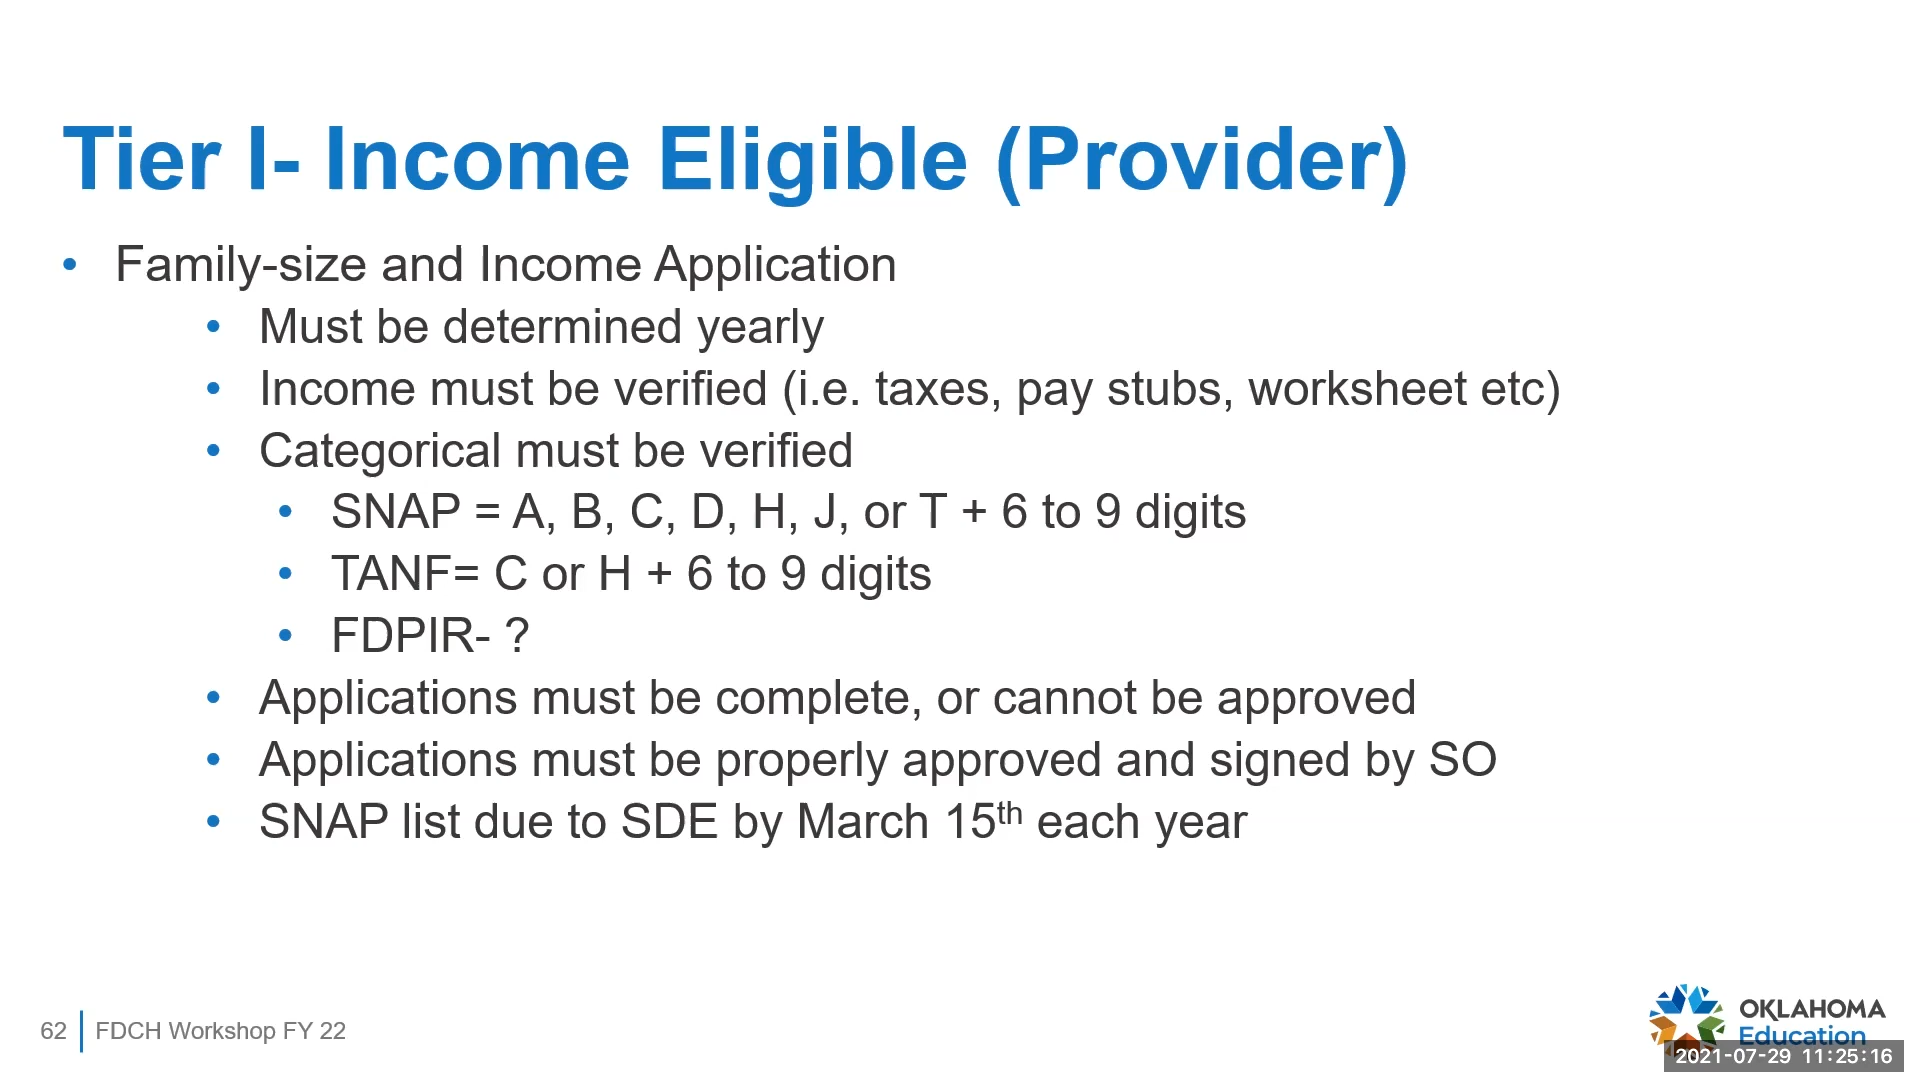 Tier I- Income Eligible (Provider)
• Family-size and Income Application
• Must be determined yearly
• Income must be verified (i.e. taxes, pay stubs, worksheet etc)
• Categorical must be verified
• SNAP = A, B, C, D, H, J, or T + 6 to 9 digits
• TANF= C or H + 6 to 9 digits
• FDPIR- ?
• Applications must be complete, or cannot be approved
• Applications must be properly approved and signed by SO
• SNAP list due to SDE by March 15th each year
62 FDCH Workshop FY 22
OKLAHOMA
Education
2021-07-29 11:25:16